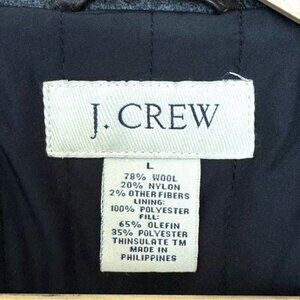 J. CREW
L
78% WOOL
20% NYLON
2% OTHER FIBERS
LINING:
100% POLYESTER
FILL:
65% OLEFIN
35% POLYESTER
THINSULATE TM
MADE IN
PHILIPPINES